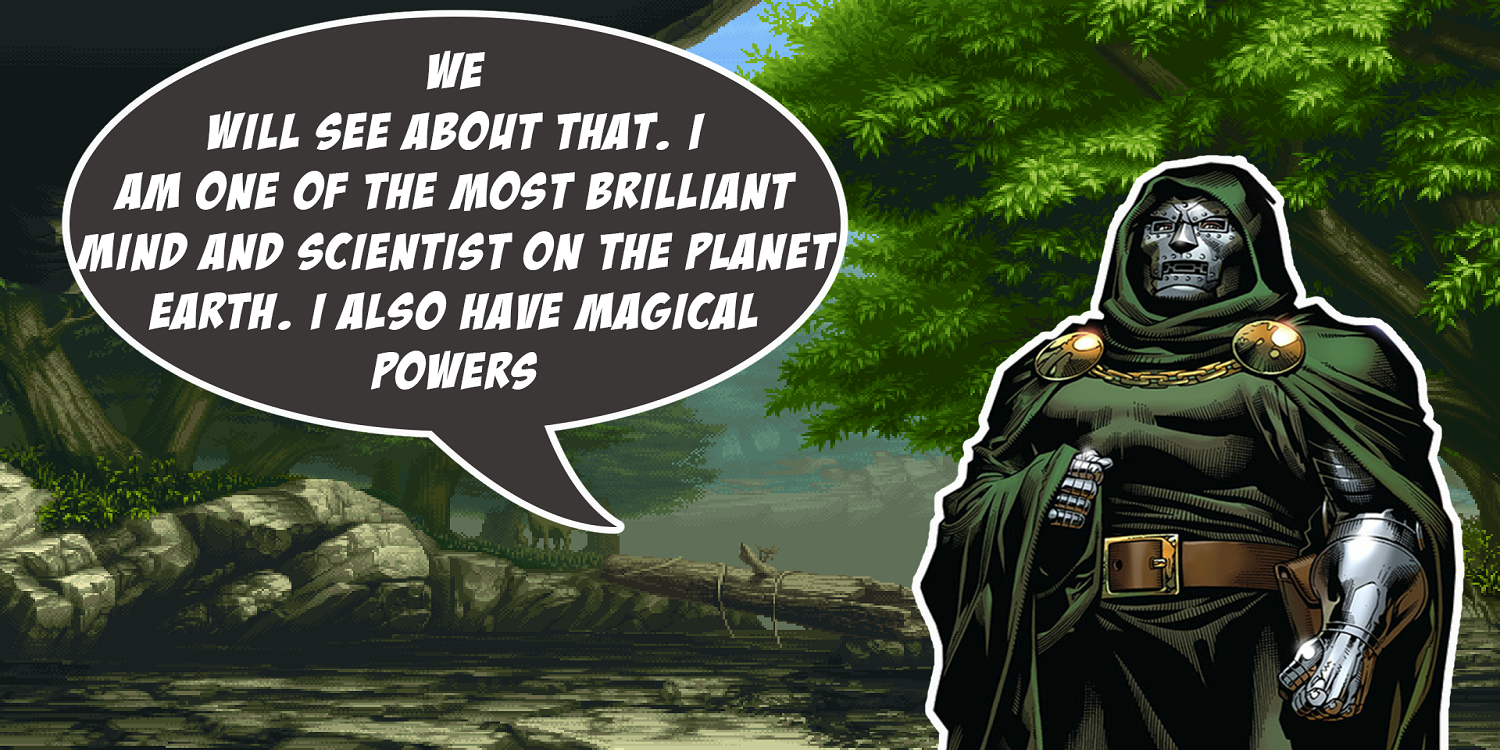 WE
WILL SEE ABOUT THAT. I
AM ONE OF THE MOST BRILLIANT
MIND AND SCIENTIST ON THE PLANET
EARTH. I ALSO HAVE MAGICAL
POWERS